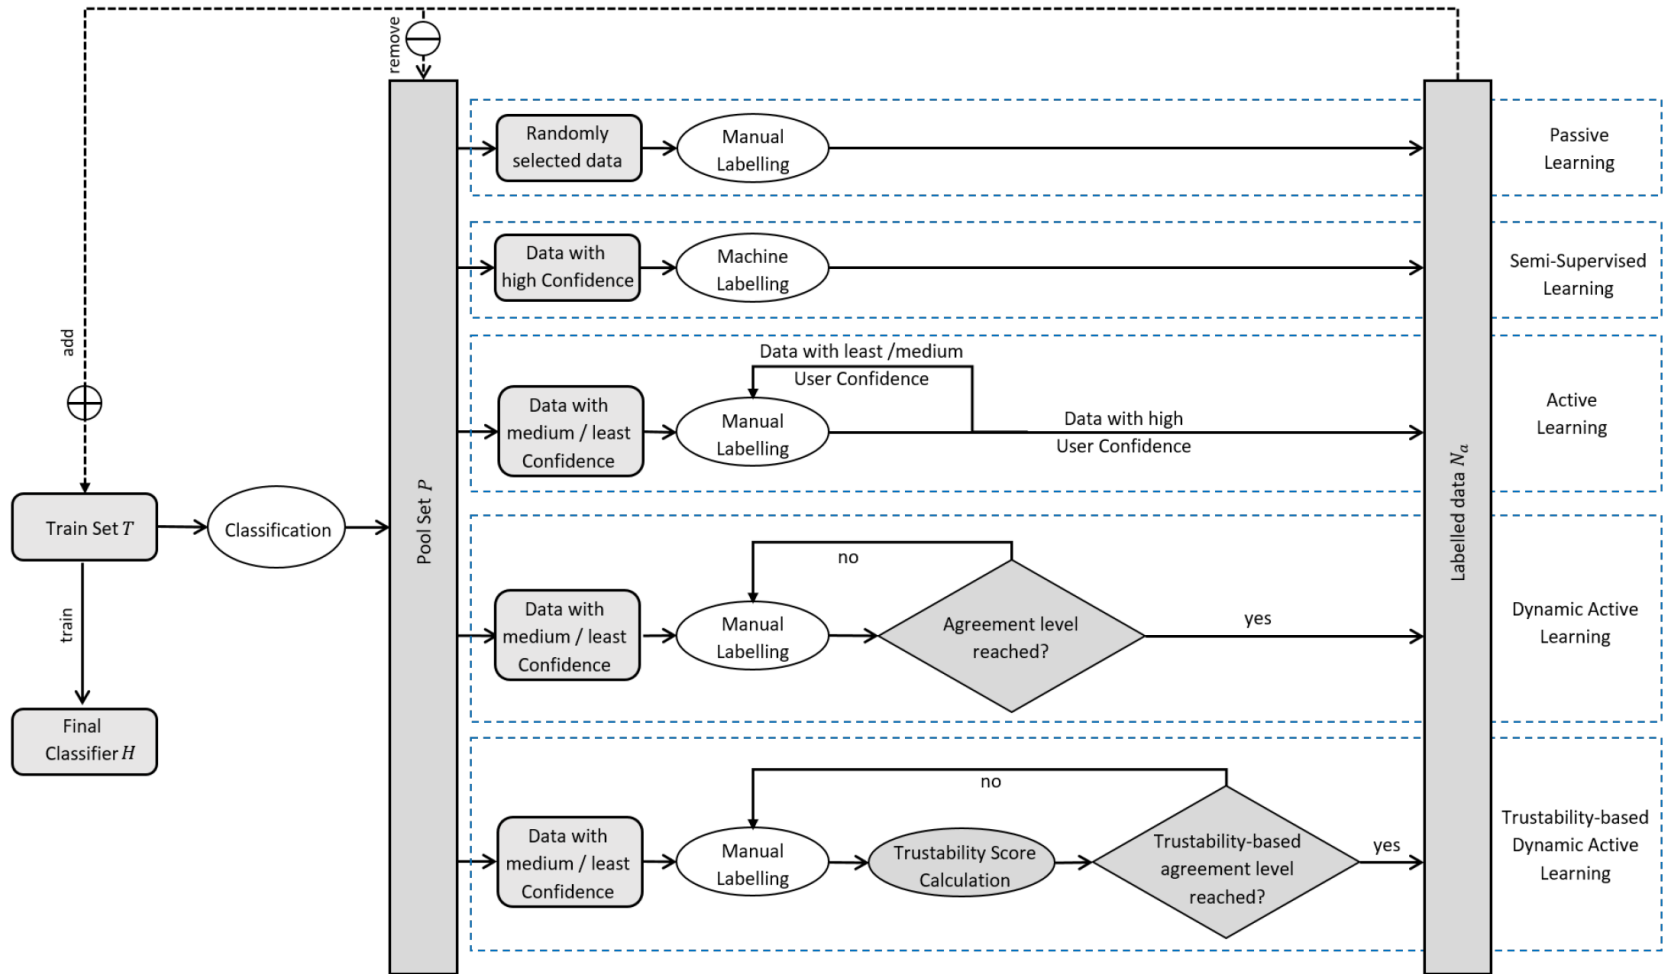 remove
add
Train Set T
train
Final
Classifier H
Classification
Pool Set P
Randomly
selected data
Manual
Labelling
Passive
Learning
Data with
high Confidence
Machine
Labelling
Semi-Supervised
Learning
Data with
medium / least
Confidence
Manual
Labelling
Data with least /medium
User Confidence
Data with high
User Confidence
Active
Learning
Data with
medium / least
Confidence
Manual
Labelling
no
Agreement level
reached?
yes
Dynamic Active
Learning
Data with
medium / least
Confidence
Manual
Labelling
Trustability Score
Calculation
no
Trustability-based
agreement level
reached?
yes
Trustability-based
Dynamic Active
Learning
Labelled data Nₐ